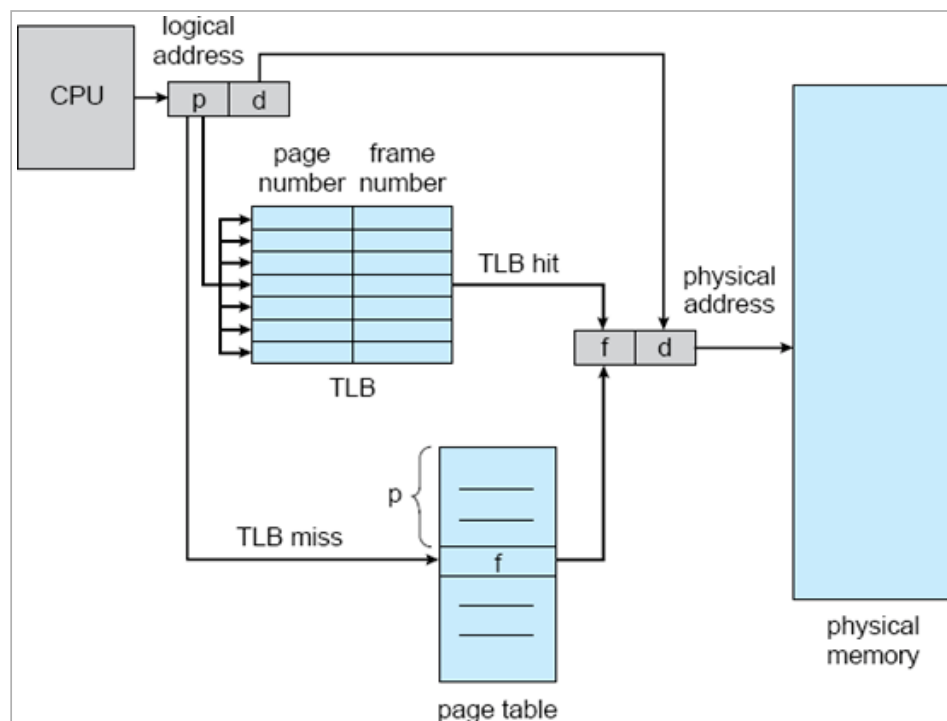 logical
address
CPU
p
d
page
number
frame
number
TLB hit
physical
address
f
d
TLB
p
TLB miss
f
physical
memory
page table